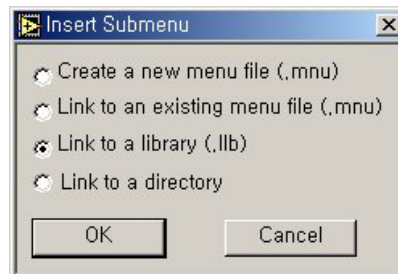 Insert Submenu
Create a new menu file (.mnu)
Link to an existing menu file (.mnu)
Link to a library (.llb)
Link to a directory
OK
Cancel